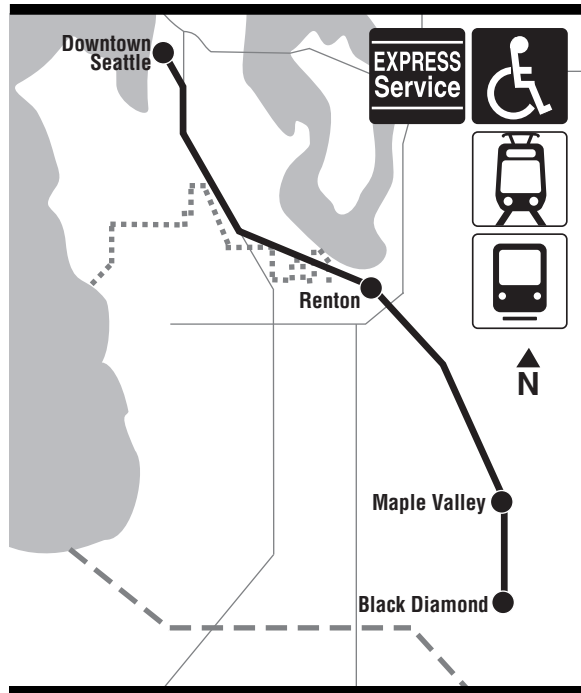 Downtown
Seattle
EXPRESS
Service
Renton
N
Maple Valley
Black Diamond